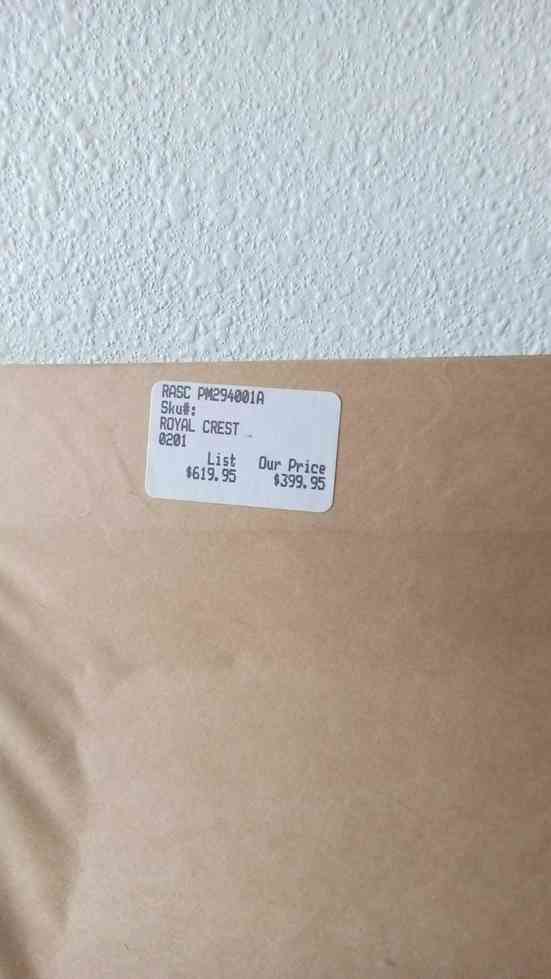 RASC PM294001A
Sku#:
ROYAL CREST
0201
List Our Price
$619.95 $399.95